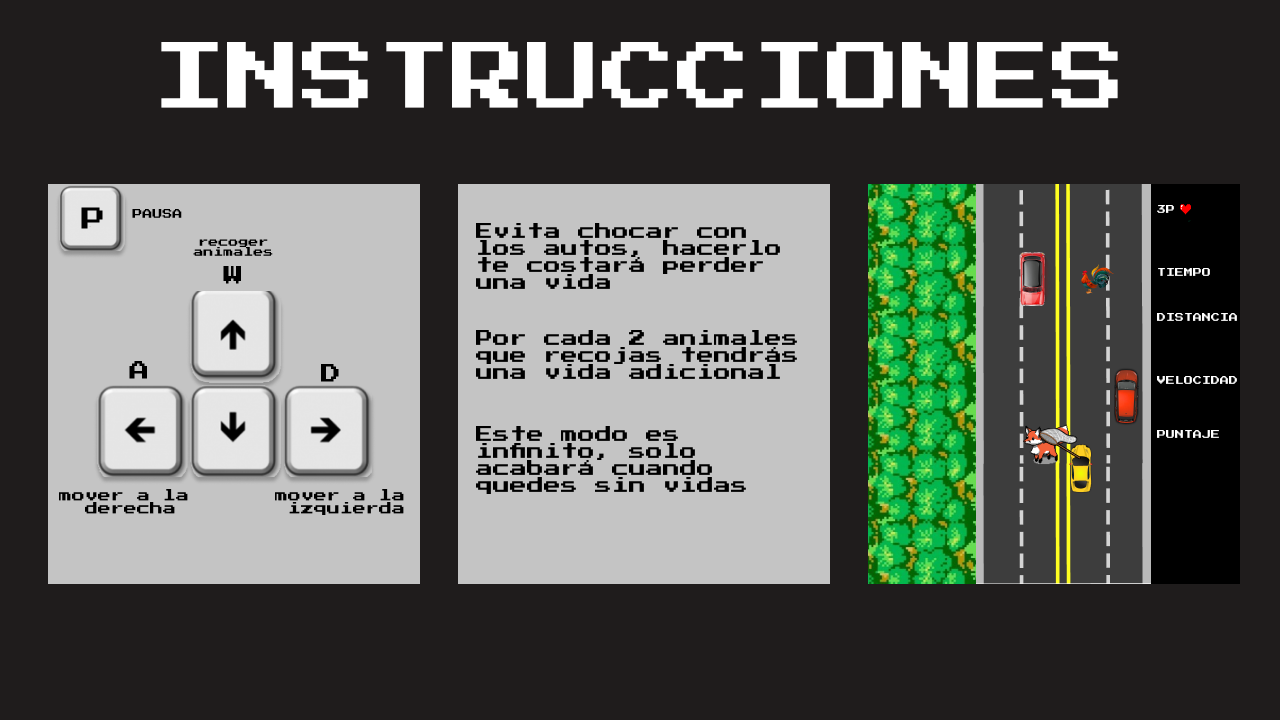 INSTRUCCIONES
P
PAUSA
recoger
animales
W
A
D
mover a la
derecha
mover a la
izquierda
Evita chocar con
los autos, hacerlo
te costará perder
una vida
Por cada 2 animales
que recojas tendrás
una vida adicional
Este modo es
infinito, solo
acabará cuando
quedes sin vidas
3P
TIEMPO
DISTANCIA
VELOCIDAD
PUNTAJE